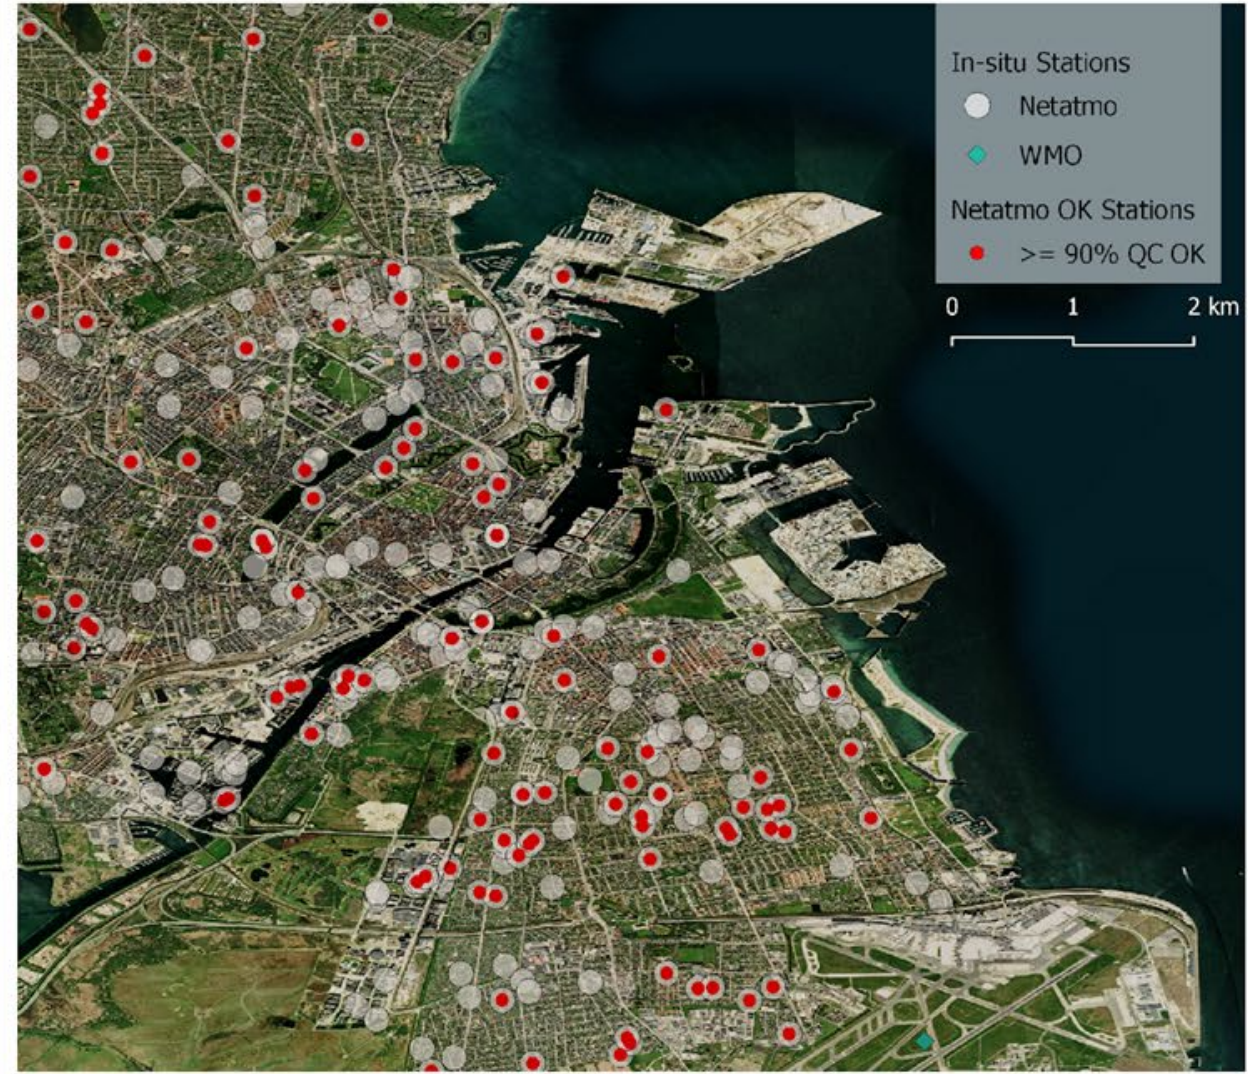 In-situ Stations
Netatmo
WMO
Netatmo OK Stations
>= 90% QC OK
0 1 2 km